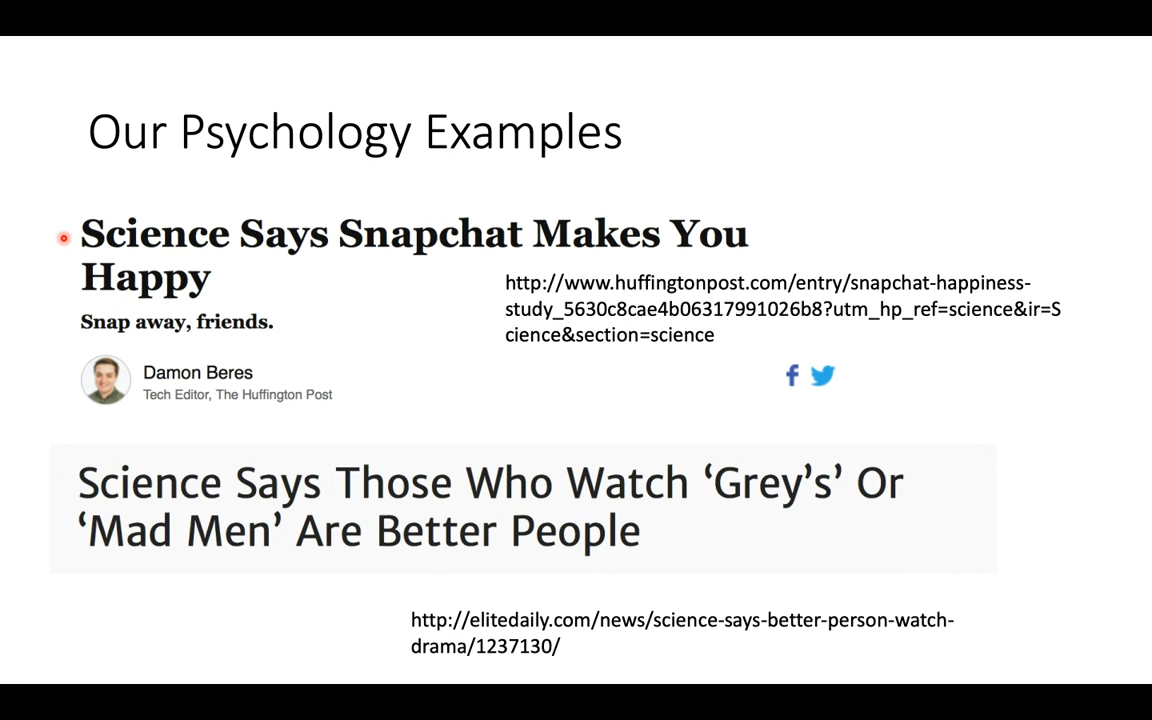 Our Psychology Examples
Science Says Snapchat Makes You
Happy
http://www.huffingtonpost.com/entry/snapchat-happiness-
study_5630c8cae4b06317991026b8?utm_hp_ref=science&ir=S
cience&section=science
Snap away, friends.
Damon Beres
Tech Editor, The Huffington Post
Science Says Those Who Watch ‘Grey’s’ Or
‘Mad Men’ Are Better People
http://elitedaily.com/news/science-says-better-person-watch-
drama/1237130/